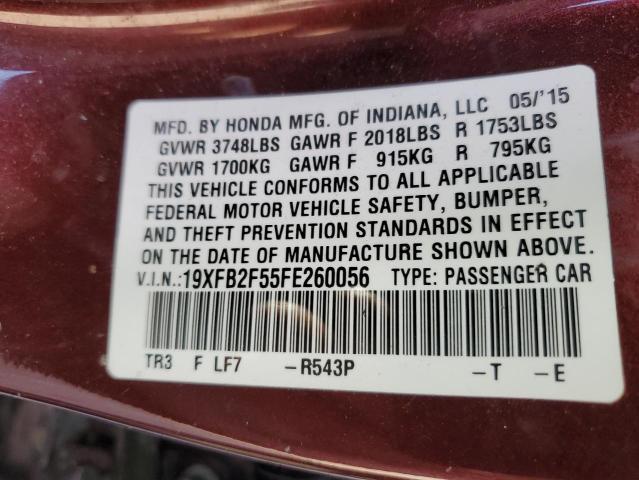 MFD. BY HONDA MFG. OF INDIANA, LLC 05/'15
GVWR 3748LBS GAWR F 2018LBS R 1753LBS
GVWR 1700KG GAWR F 915KG R 795KG
THIS VEHICLE CONFORMS TO ALL APPLICABLE
FEDERAL MOTOR VEHICLE SAFETY, BUMPER,
AND THEFT PREVENTION STANDARDS IN EFFECT
ON THE DATE OF MANUFACTURE SHOWN ABOVE.
V.I.N.:19XFB2F55FE260056 TYPE: PASSENGER CAR
TR3 F LF7 –R543P –T –E